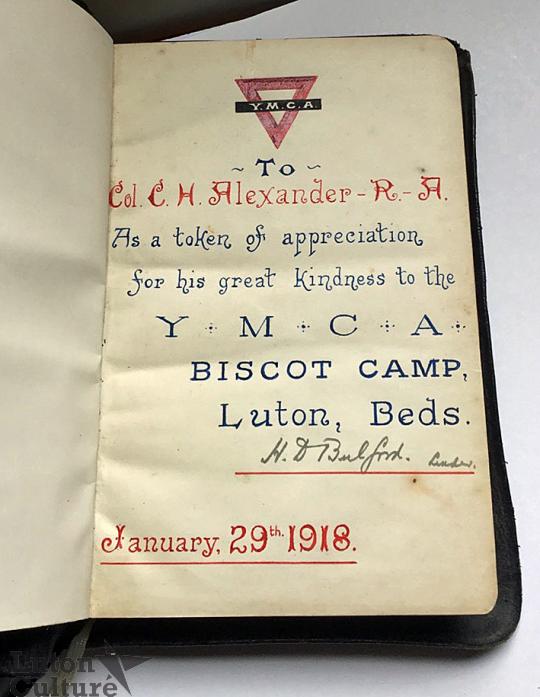 Y.M.C.A
~ To ~
Col. C. H. Alexander - R. - A.
As a token of appreciation
for his great kindness to the
Y M C A
BISCOT CAMP,
Luton, Beds.
H. D Bulford. Leader.
January, 29th. 1918.
Luton
Culture